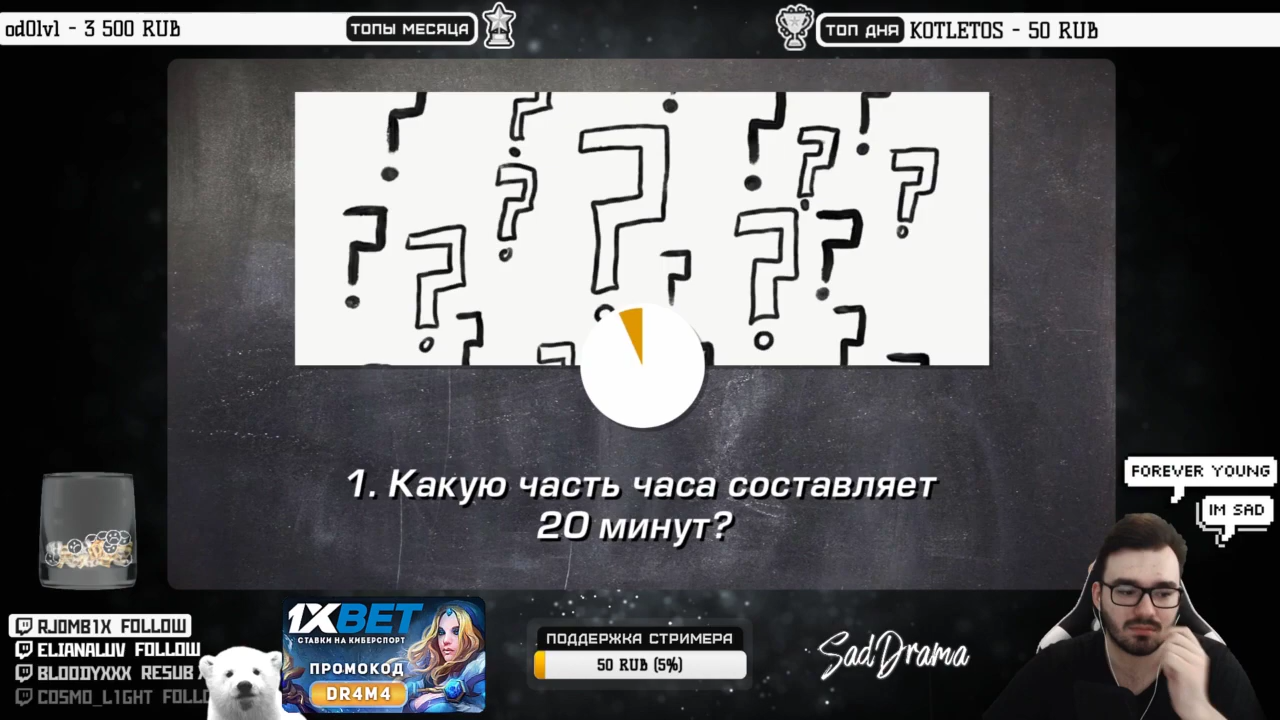 od0lvl - 3 500 RUB
ТОПЫ МЕСЯЦА
ТОП ДНЯ
KOTLETOS - 50 RUB
1. Какую часть часа составляет
20 минут?
FOREVER YOUNG
IM SAD
RJOMB1X FOLLOW
ELIANALUV FOLLOW
BLOODYXXX RESUB
COSMO_L1GHT FOLL
1XBET
СТАВКИ НА КИБЕРСПОРТ
ПРОМОКОД
DR4M4
ПОДДЕРЖКА СТРИМЕРА
50 RUB (5%)
SadDrama